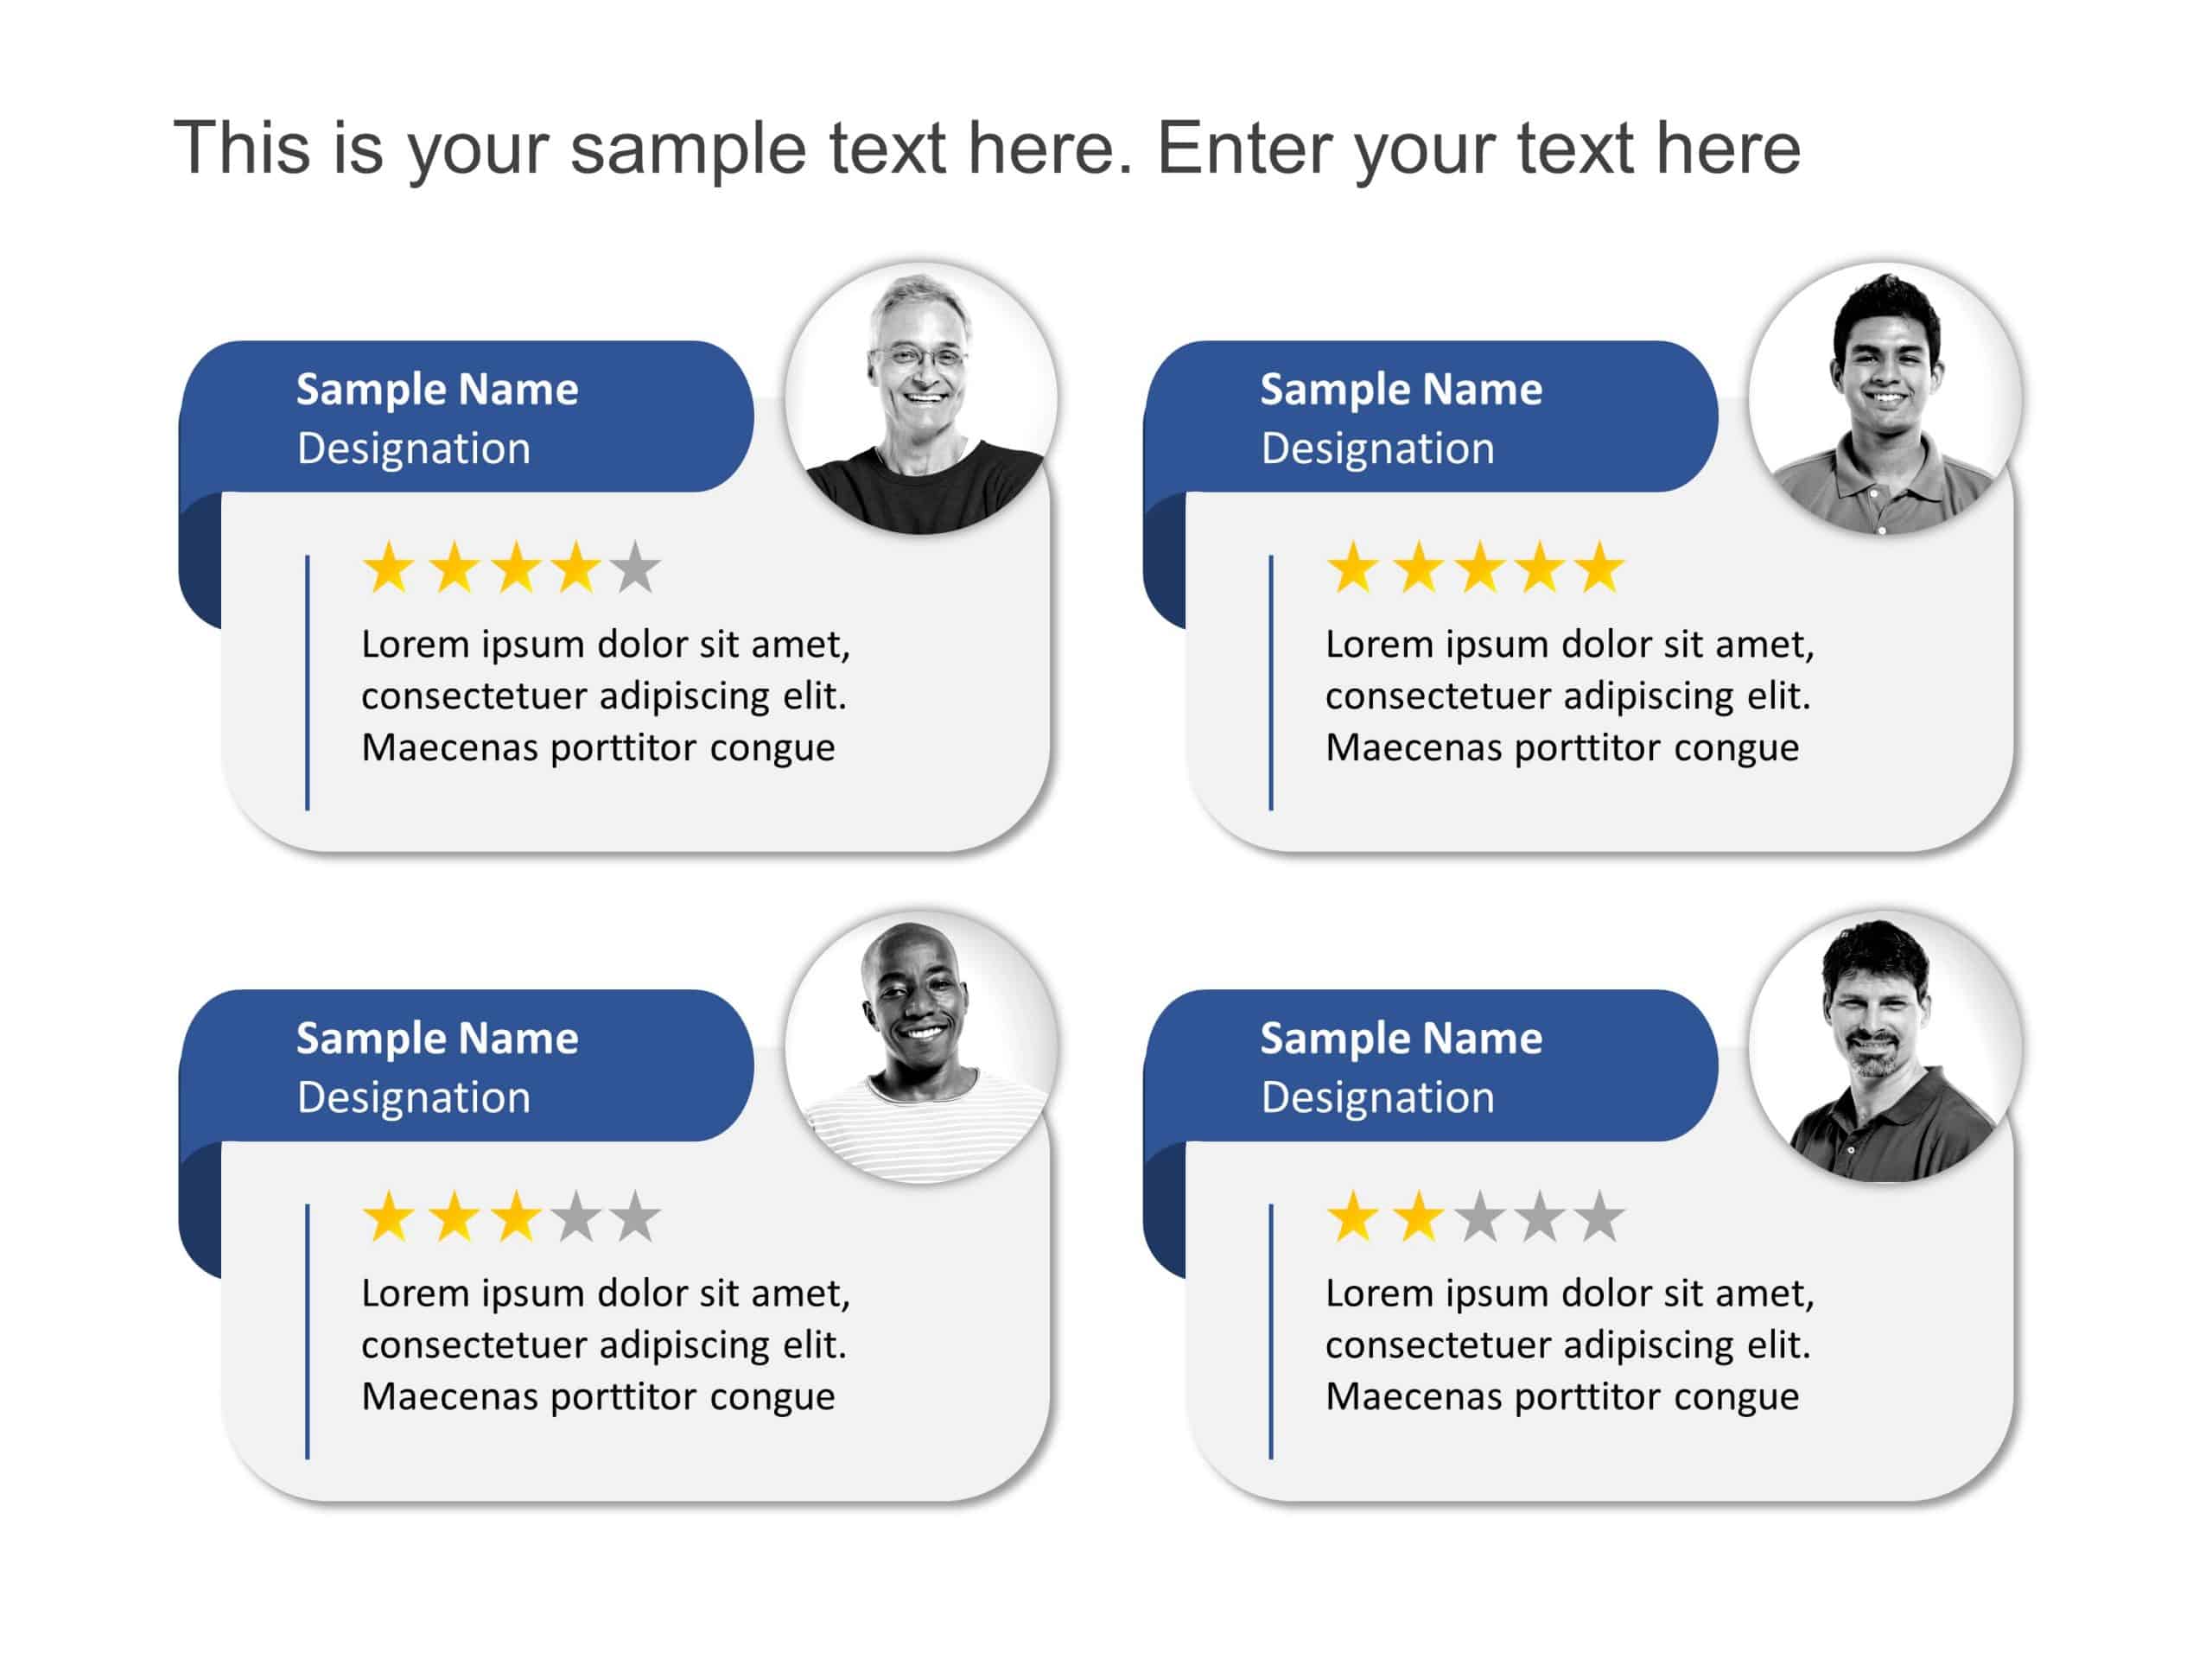 This is your sample text here. Enter your text here
Sample Name
Designation
Lorem ipsum dolor sit amet,
consectetuer adipiscing elit.
Maecenas porttitor congue
Sample Name
Designation
Lorem ipsum dolor sit amet,
consectetuer adipiscing elit.
Maecenas porttitor congue
Sample Name
Designation
Lorem ipsum dolor sit amet,
consectetuer adipiscing elit.
Maecenas porttitor congue
Sample Name
Designation
Lorem ipsum dolor sit amet,
consectetuer adipiscing elit.
Maecenas porttitor congue